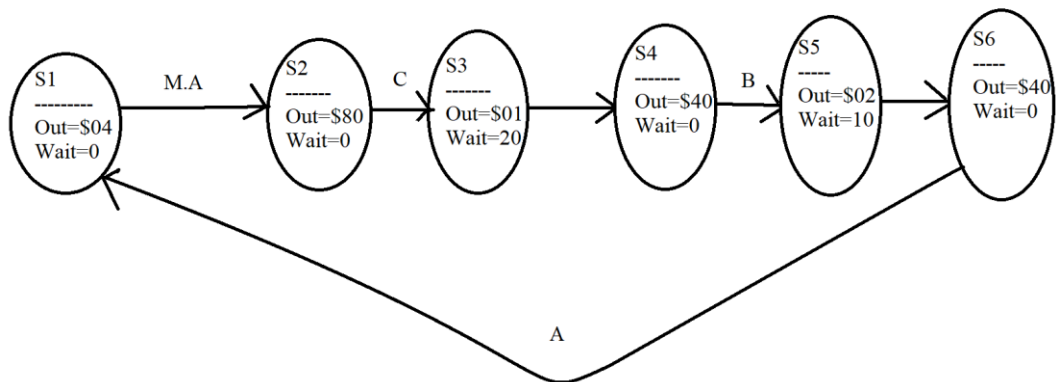 S1
---------
Out=$04
Wait=0
M.A
S2
-------
Out=$80
Wait=0
C
S3
-------
Out=$01
Wait=20
S4
-------
Out=$40
Wait=0
B
S5
-----
Out=$02
Wait=10
S6
-----
Out=$40
Wait=0
A